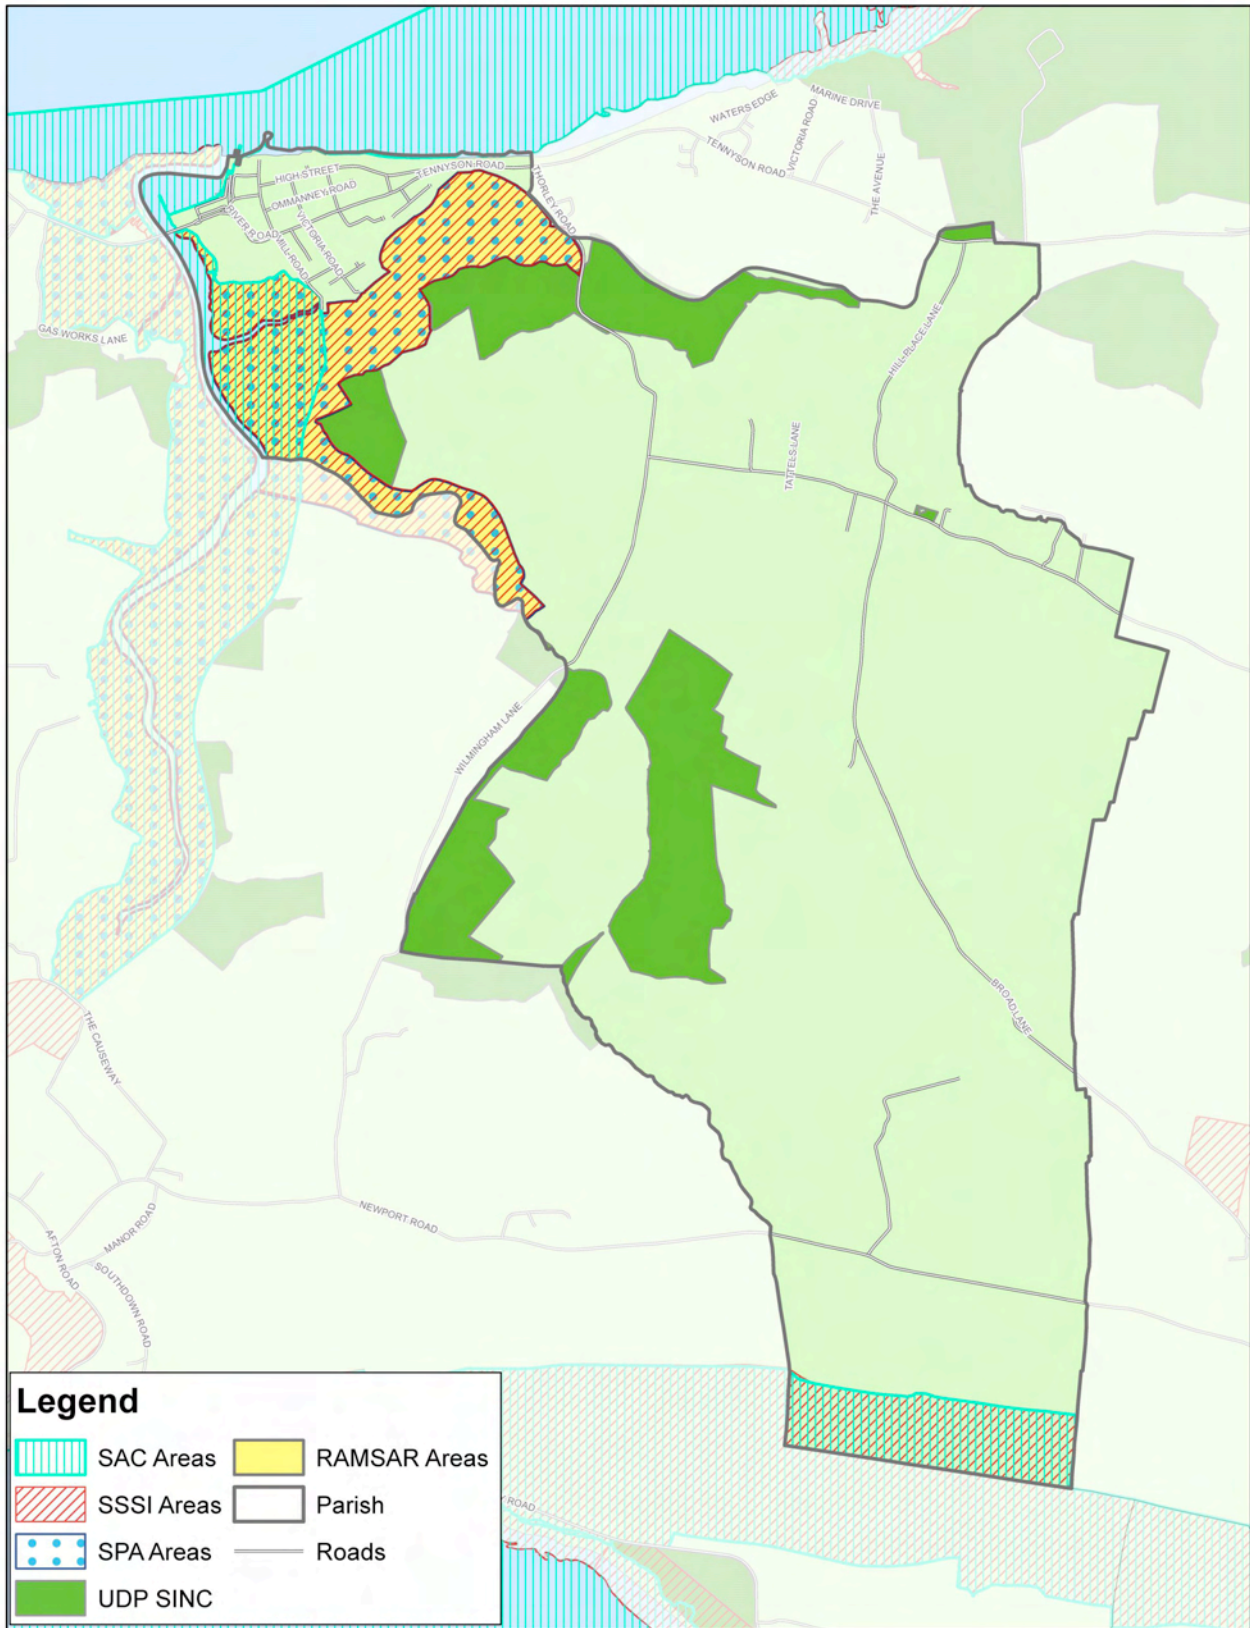 MARINE DRIVE
WATERS EDGE
VICTORIA ROAD
TENNYSON ROAD
THE AVENUE
HIGH STREET
TENNYSON ROAD
OMMANNEY ROAD
THORLEY ROAD
RIVER ROAD
VICTORIA ROAD
MILL ROAD
GAS WORKS LANE
HILL PLACE LANE
TATTELS LANE
WILMINGHAM LANE
BROAD LANE
THE CAUSEWAY
NEWPORT ROAD
MANOR ROAD
AFTON ROAD
SOUTHDOWN ROAD
Legend
SAC Areas
RAMSAR Areas
SSSI Areas
Parish
ROAD
SPA Areas
Roads
UDP SINC